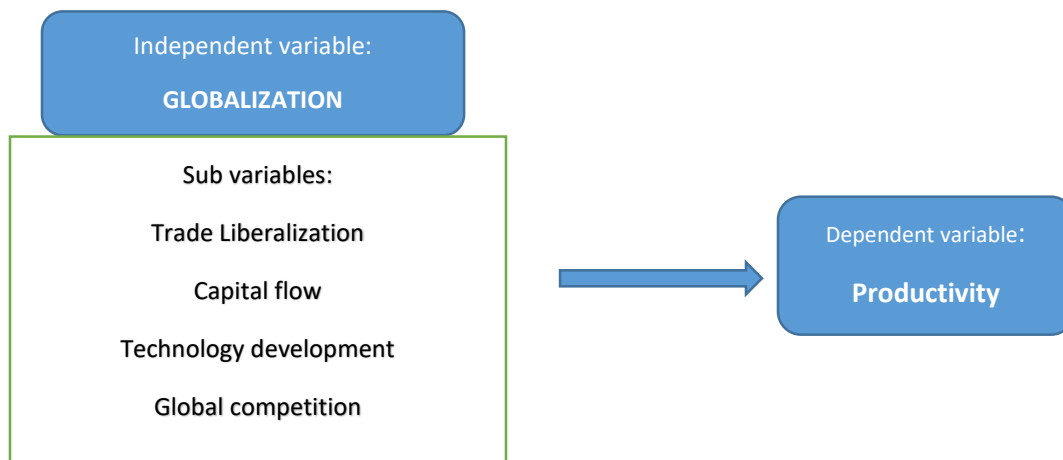 Independent variable:
GLOBALIZATION
Sub variables:
Trade Liberalization
Capital flow
Technology development
Global competition
Dependent variable:
Productivity